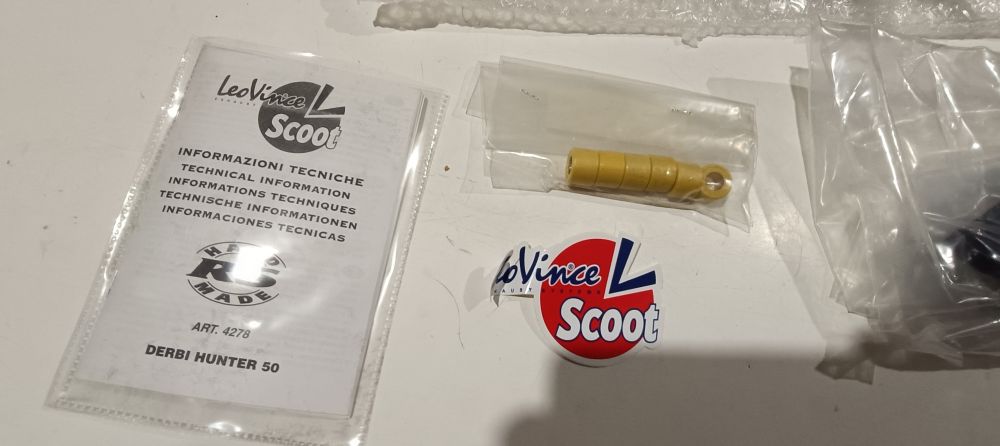 LeoVince
Scoot
INFORMAZIONI TECNICHE
TECHNICAL INFORMATION
INFORMATIONS TECHNIQUES
TECHNISCHE INFORMATIONEN
INFORMACIONES TECNICAS
HAND
RS
MADE
ART. 4278
DERBI HUNTER 50
LeoVince
Scoot